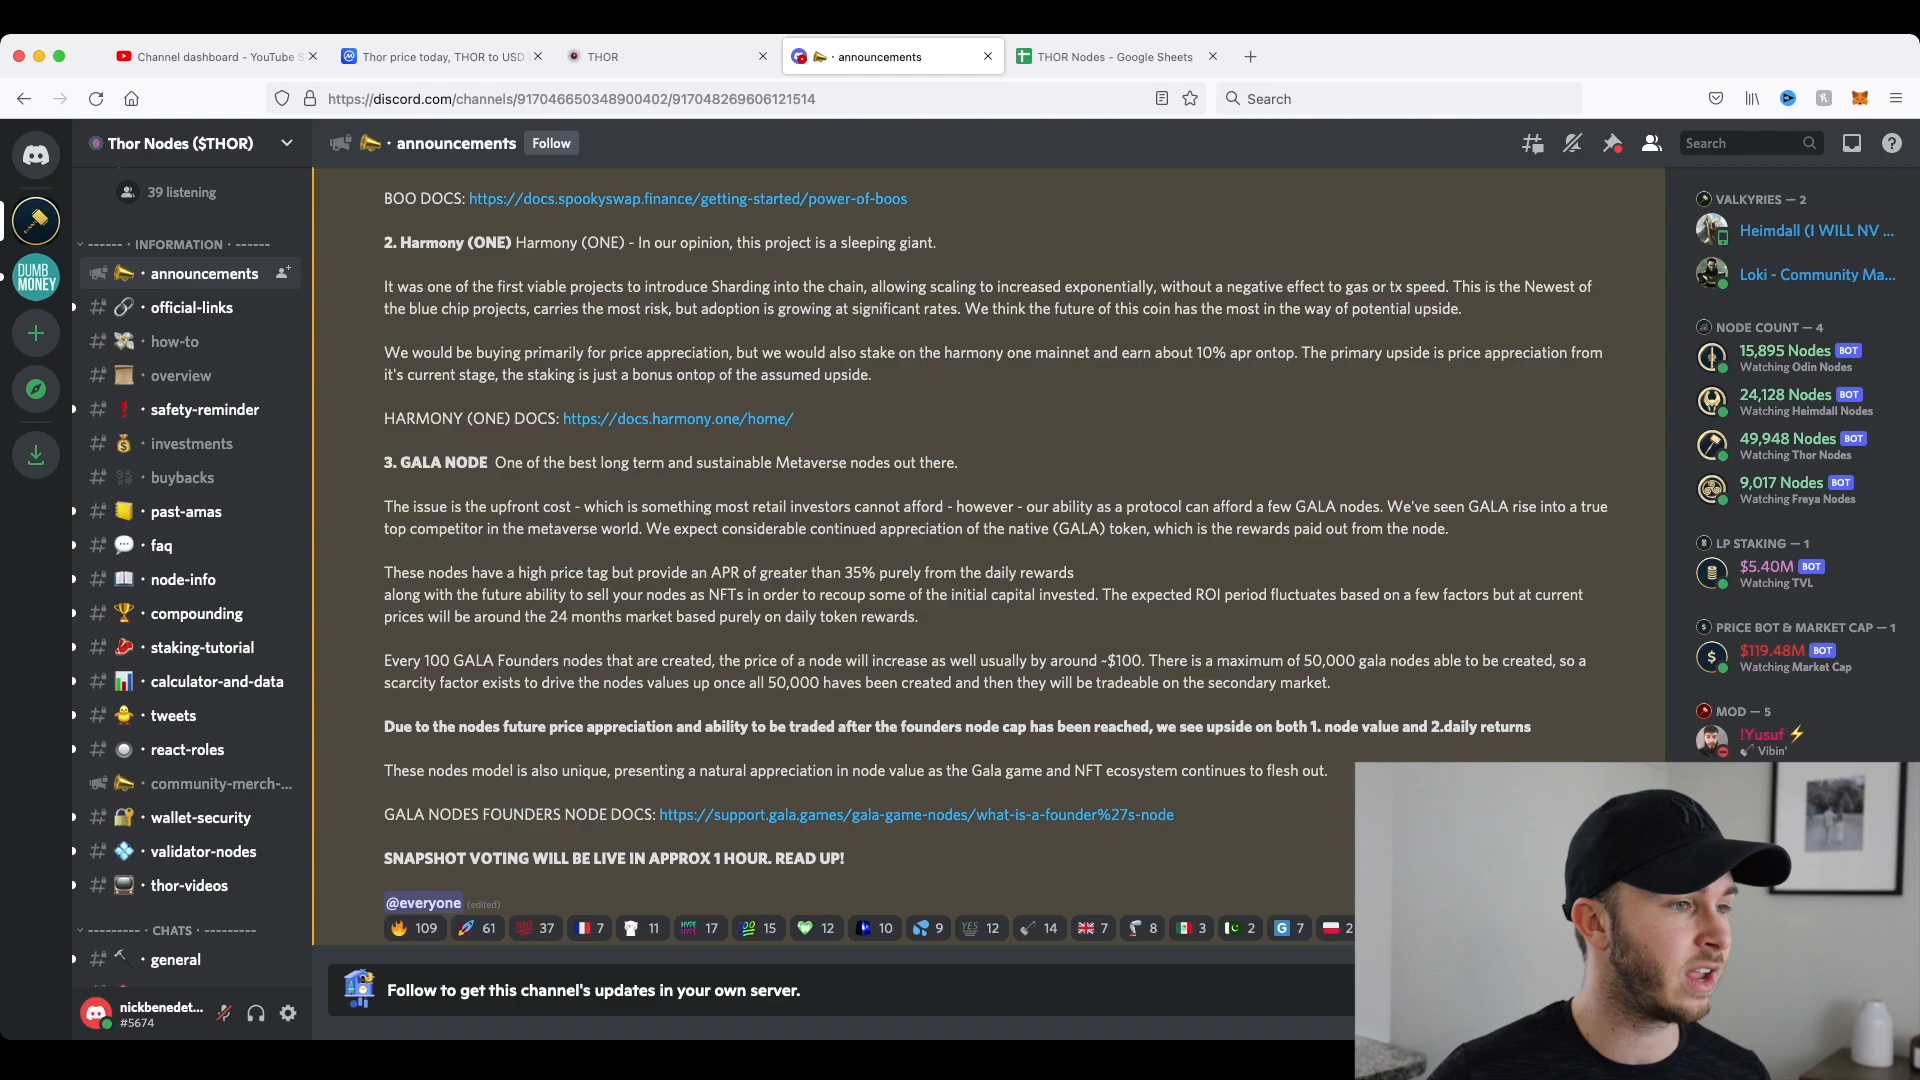 Channel dashboard - YouTube S
Thor price today, THOR to USD
THOR
· announcements
THOR Nodes - Google Sheets
https://discord.com/channels/917046650348900402/917048269606121514
Search
Thor Nodes ($THOR)
39 listening
------ · INFORMATION · ------
· announcements
· official-links
· how-to
· overview
· safety-reminder
· investments
· buybacks
· past-amas
· faq
· node-info
· compounding
· staking-tutorial
· calculator-and-data
· tweets
· react-roles
· community-merch-...
· wallet-security
· validator-nodes
· thor-videos
--------- · CHATS · ---------
· general
nickbenedet...
#5674
DUMB
MONEY
· announcements
Follow
Search
BOO DOCS: https://docs.spookyswap.finance/getting-started/power-of-boos
2. Harmony (ONE) Harmony (ONE) - In our opinion, this project is a sleeping giant.
It was one of the first viable projects to introduce Sharding into the chain, allowing scaling to increased exponentially, without a negative effect to gas or tx speed. This is the Newest of
the blue chip projects, carries the most risk, but adoption is growing at significant rates. We think the future of this coin has the most in the way of potential upside.
We would be buying primarily for price appreciation, but we would also stake on the harmony one mainnet and earn about 10% apr ontop. The primary upside is price appreciation from
it's current stage, the staking is just a bonus ontop of the assumed upside.
HARMONY (ONE) DOCS: https://docs.harmony.one/home/
3. GALA NODE One of the best long term and sustainable Metaverse nodes out there.
The issue is the upfront cost - which is something most retail investors cannot afford - however - our ability as a protocol can afford a few GALA nodes. We've seen GALA rise into a true
top competitor in the metaverse world. We expect considerable continued appreciation of the native (GALA) token, which is the rewards paid out from the node.
These nodes have a high price tag but provide an APR of greater than 35% purely from the daily rewards
along with the future ability to sell your nodes as NFTs in order to recoup some of the initial capital invested. The expected ROI period fluctuates based on a few factors but at current
prices will be around the 24 months market based purely on daily token rewards.
Every 100 GALA Founders nodes that are created, the price of a node will increase as well usually by around ~$100. There is a maximum of 50,000 gala nodes able to be created, so a
scarcity factor exists to drive the nodes values up once all 50,000 haves been created and then they will be tradeable on the secondary market.
Due to the nodes future price appreciation and ability to be traded after the founders node cap has been reached, we see upside on both 1. node value and 2.daily returns
These nodes model is also unique, presenting a natural appreciation in node value as the Gala game and NFT ecosystem continues to flesh out.
GALA NODES FOUNDERS NODE DOCS: https://support.gala.games/gala-game-nodes/what-is-a-founder%27s-node
SNAPSHOT VOTING WILL BE LIVE IN APPROX 1 HOUR. READ UP!
@everyone (edited)
109 61 37 7 11 17 15 12 10 9 YES 12 14 7 8 3 2 G 7 2
Follow to get this channel's updates in your own server.
VALKYRIES — 2
Heimdall (I WILL NV ...
Loki - Community Ma...
NODE COUNT — 4
15,895 Nodes BOT
Watching Odin Nodes
24,128 Nodes BOT
Watching Heimdall Nodes
49,948 Nodes BOT
Watching Thor Nodes
9,017 Nodes BOT
Watching Freya Nodes
LP STAKING — 1
$5.40M BOT
Watching TVL
PRICE BOT & MARKET CAP — 1
$119.48M BOT
Watching Market Cap
MOD — 5
!Yusuf
Vibin'